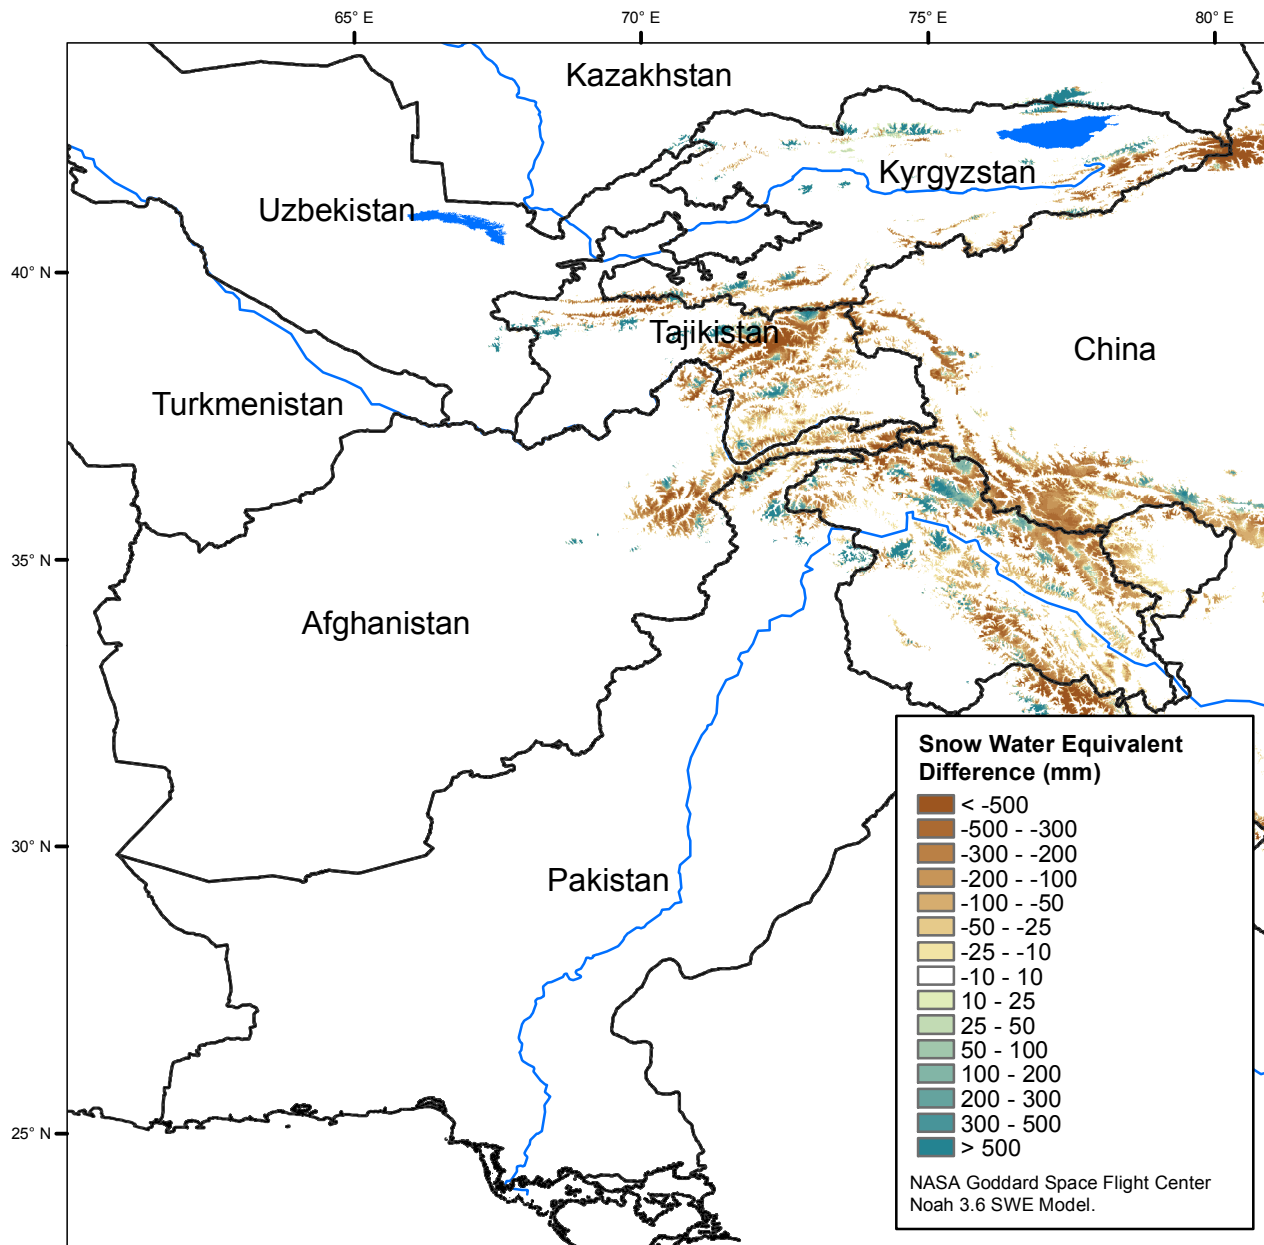 65° E
70° E
75° E
80° E
Kazakhstan
Kyrgyzstan
Uzbekistan
40° N
Tajikistan
China
Turkmenistan
35° N
Afghanistan
30° N
Pakistan
25° N
Snow Water Equivalent
Difference (mm)
< -500
-500 - -300
-300 - -200
-200 - -100
-100 - -50
-50 - -25
-25 - -10
-10 - 10
10 - 25
25 - 50
50 - 100
100 - 200
200 - 300
300 - 500
> 500
NASA Goddard Space Flight Center
Noah 3.6 SWE Model.